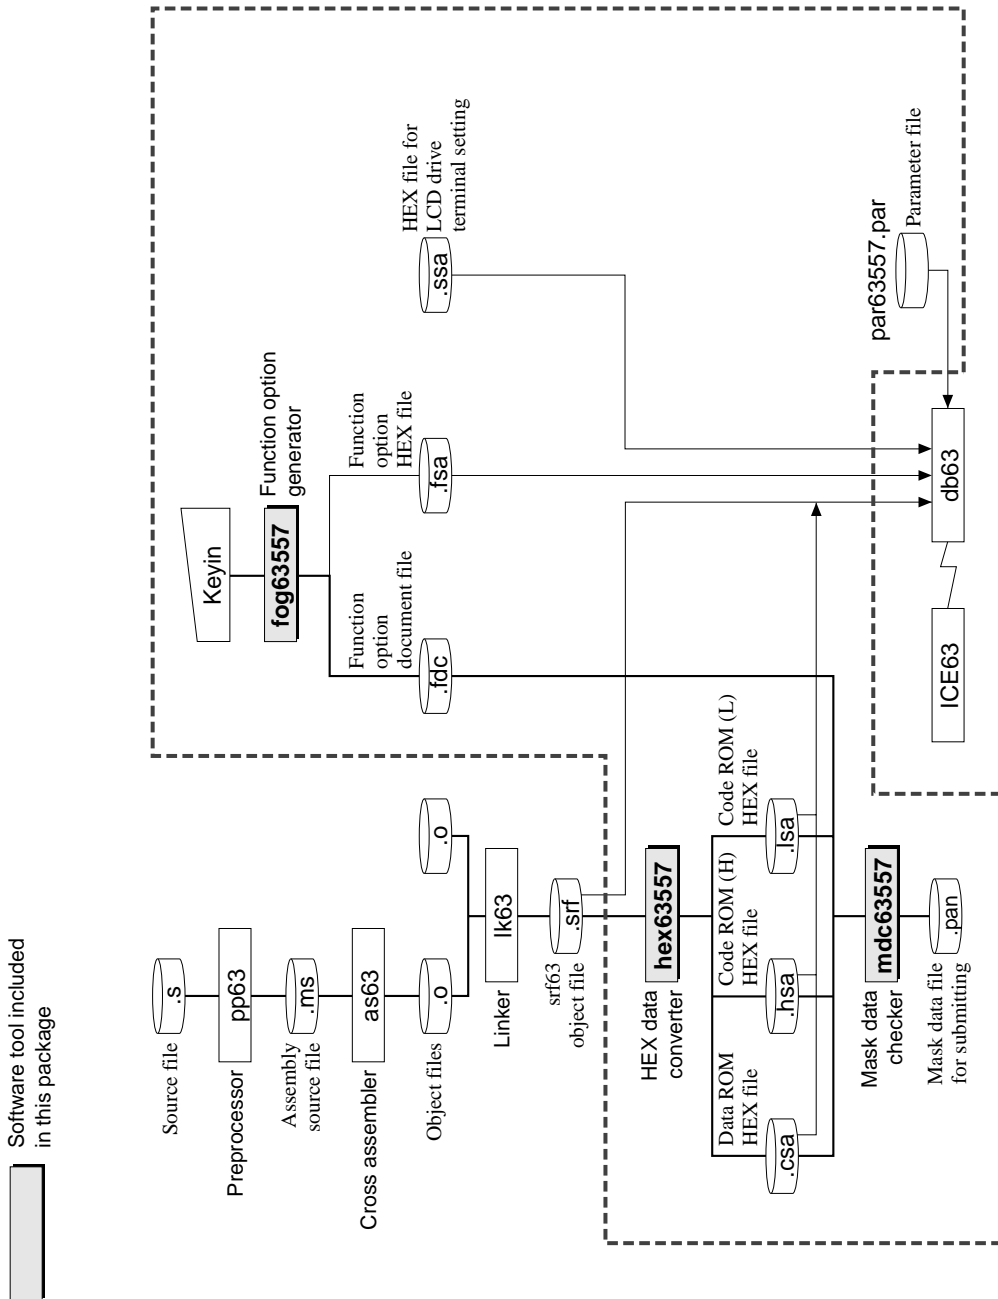 Software tool included
in this package
Source file
.s
Preprocessor
pp63
Assembly
source file
.ms
Cross assembler
as63
Object files
.o
.o
Linker
lk63
srf63
object file
.srf
HEX data
converter
hex63557
Data ROM
HEX file
Code ROM (H)
HEX file
Code ROM (L)
HEX file
.csa
.hsa
.lsa
Mask data
checker
mdc63557
Mask data file
for submitting
.pan
Keyin
fog63557
Function option
generator
Function
option
document file
Function
option
HEX file
.fdc
.fsa
.ssa
HEX file for
LCD drive
terminal setting
par63557.par
Parameter file
ICE63
db63